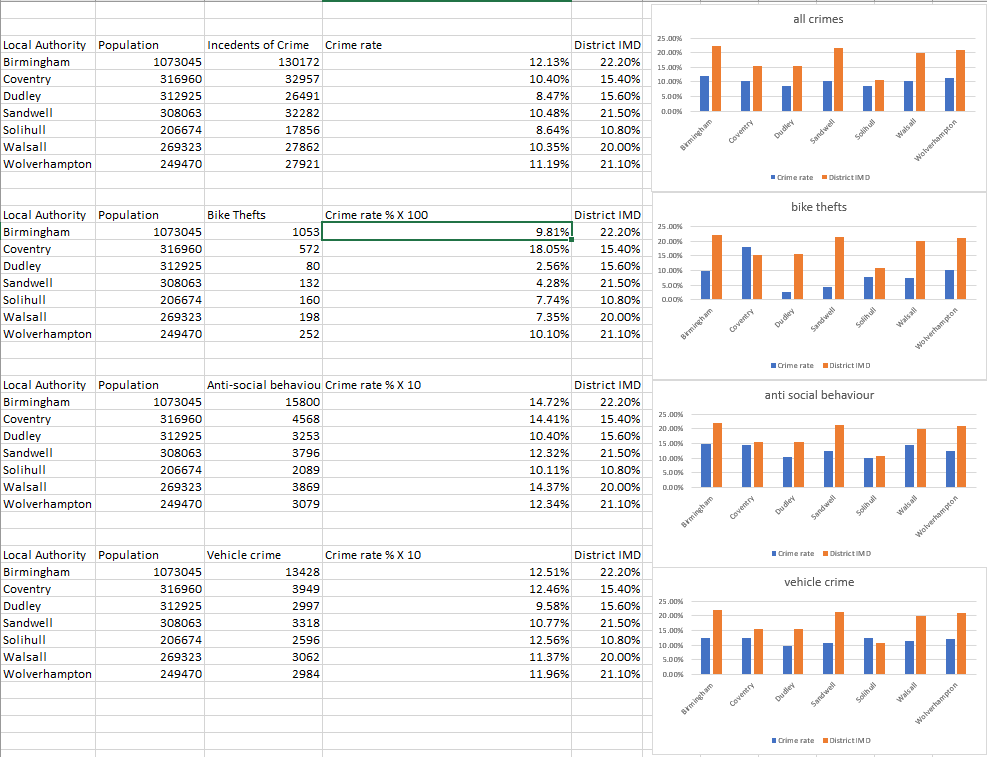 Local Authority Population Incedents of Crime Crime rate District IMD
Birmingham 1073045 130172 12.13% 22.20%
Coventry 316960 32957 10.40% 15.40%
Dudley 312925 26491 8.47% 15.60%
Sandwell 308063 32282 10.48% 21.50%
Solihull 206674 17856 8.64% 10.80%
Walsall 269323 27862 10.35% 20.00%
Wolverhampton 249470 27921 11.19% 21.10%
Local Authority Population Bike Thefts Crime rate % X 100 District IMD
Birmingham 1073045 1053 9.81% 22.20%
Coventry 316960 572 18.05% 15.40%
Dudley 312925 80 2.56% 15.60%
Sandwell 308063 132 4.28% 21.50%
Solihull 206674 160 7.74% 10.80%
Walsall 269323 198 7.35% 20.00%
Wolverhampton 249470 252 10.10% 21.10%
Local Authority Population Anti-social behaviou Crime rate % X 10 District IMD
Birmingham 1073045 15800 14.72% 22.20%
Coventry 316960 4568 14.41% 15.40%
Dudley 312925 3253 10.40% 15.60%
Sandwell 308063 3796 12.32% 21.50%
Solihull 206674 2089 10.11% 10.80%
Walsall 269323 3869 14.37% 20.00%
Wolverhampton 249470 3079 12.34% 21.10%
Local Authority Population Vehicle crime Crime rate % X 10 District IMD
Birmingham 1073045 13428 12.51% 22.20%
Coventry 316960 3949 12.46% 15.40%
Dudley 312925 2997 9.58% 15.60%
Sandwell 308063 3318 10.77% 21.50%
Solihull 206674 2596 12.56% 10.80%
Walsall 269323 3062 11.37% 20.00%
Wolverhampton 249470 2984 11.96% 21.10%
all crimes
25.00%
20.00%
15.00%
10.00%
5.00%
0.00%
Birmingham Coventry Dudley Sandwell Solihull Walsall Wolverhampton
Crime rate District IMD
bike thefts
25.00%
20.00%
15.00%
10.00%
5.00%
0.00%
Birmingham Coventry Dudley Sandwell Solihull Walsall Wolverhampton
Crime rate District IMD
anti social behaviour
25.00%
20.00%
15.00%
10.00%
5.00%
0.00%
Birmingham Coventry Dudley Sandwell Solihull Walsall Wolverhampton
Crime rate District IMD
vehicle crime
25.00%
20.00%
15.00%
10.00%
5.00%
0.00%
Birmingham Coventry Dudley Sandwell Solihull Walsall Wolverhampton
Crime rate District IMD